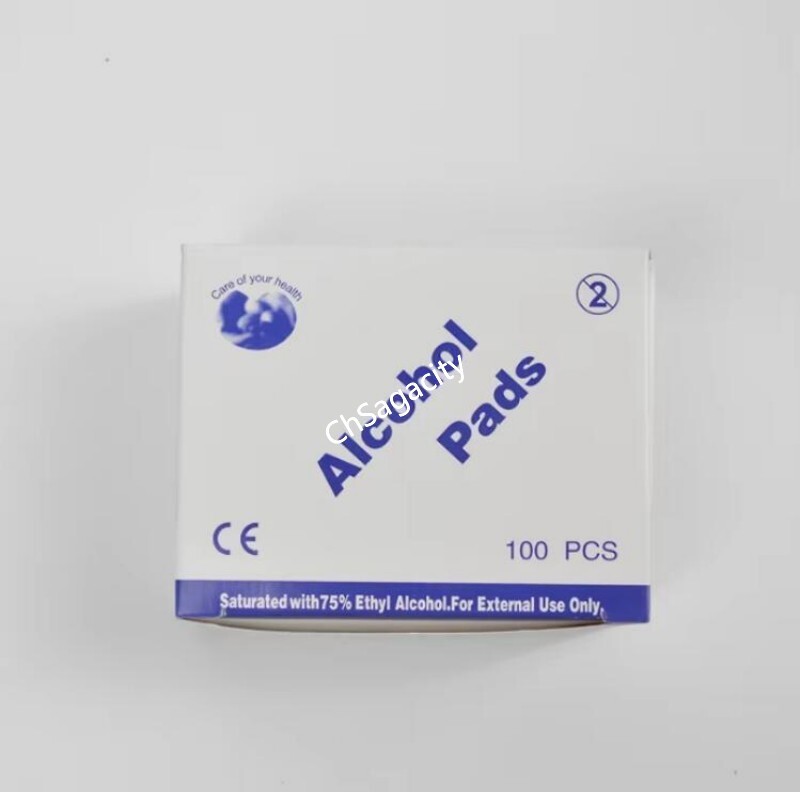 Care of your health
2
Alcohol
Pads
ChSagacity
CE
100 PCS
Saturated with75% Ethyl Alcohol.For External Use Only.